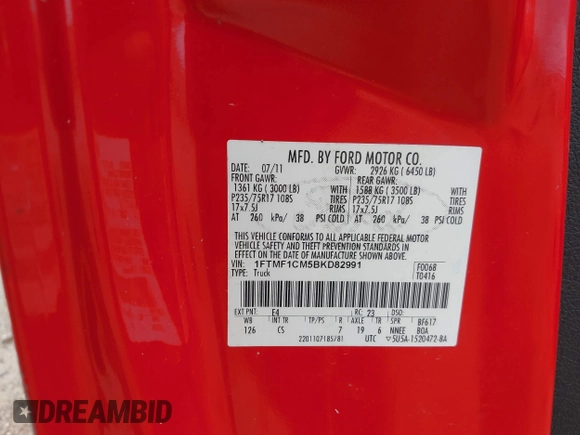 MFD. BY FORD MOTOR CO.
DATE: 07/11 GVWR: 2926 KG ( 6450 LB)
FRONT GAWR: REAR GAWR:
1361 KG ( 3000 LB) 1588 KG ( 3500 LB)
P235/75R17 108S TIRES P235/75R17 108S TIRES
17x7.5J RIMS 17x7.5J RIMS
AT 260 kPa/ 38 PSI COLD AT 260 kPa/ 38 PSI COLD
THIS VEHICLE CONFORMS TO ALL APPLICABLE FEDERAL MOTOR
VEHICLE SAFETY AND THEFT PREVENTION STANDARDS IN
EFFECT ON THE DATE OF MANUFACTURE SHOWN ABOVE.
VIN: 1FTMF1CM5BKD82991 F0068
TYPE: Truck T0416
EXT PNT: F4 RC: 23 DSO:
WB INT TR TP/PS R AXLE TR SPR BF617
126 CS 7 19 6 NNEE BOA
2201107185781 UTC 5U5A-1520472-BA
DREAMBID